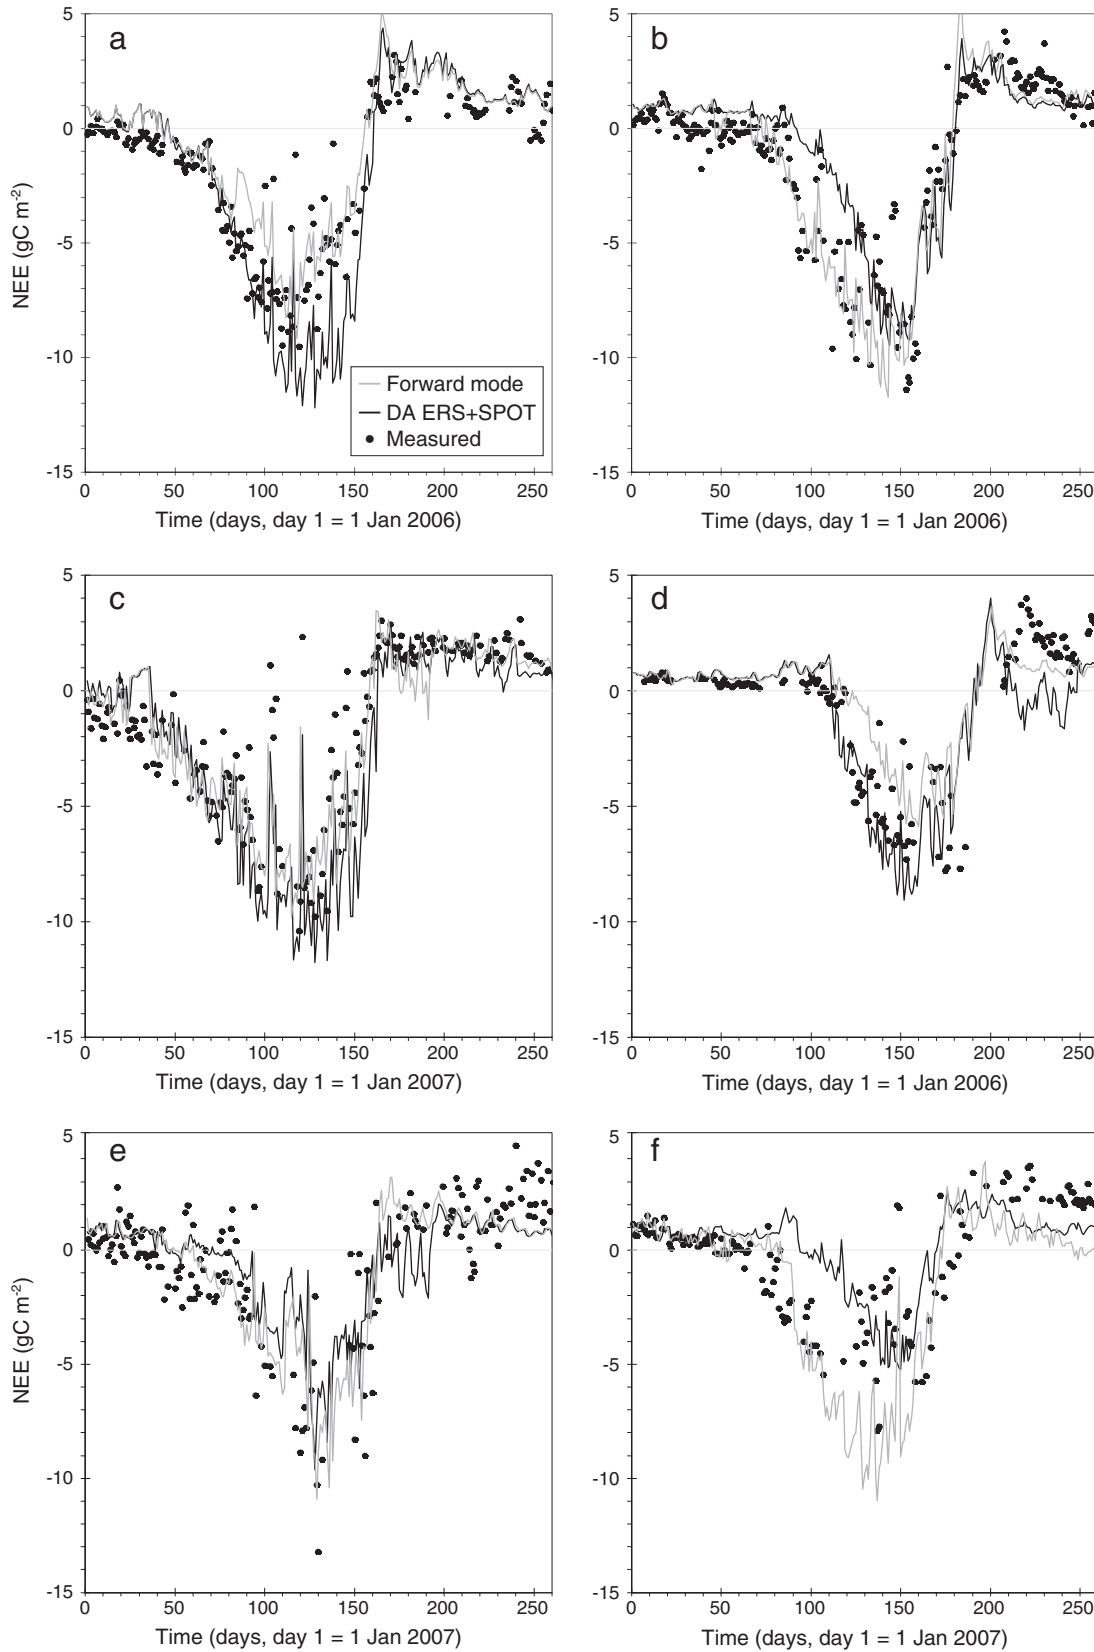 a
b
5
0
-5
-10
-15
NEE (gC m-2)
Forward mode
DA ERS+SPOT
Measured
0 50 100 150 200 250
Time (days, day 1 = 1 Jan 2006)
5
0
-5
-10
-15
0 50 100 150 200 250
Time (days, day 1 = 1 Jan 2006)
c
d
5
0
-5
-10
-15
0 50 100 150 200 250
Time (days, day 1 = 1 Jan 2007)
5
0
-5
-10
-15
0 50 100 150 200 250
Time (days, day 1 = 1 Jan 2006)
e
f
5
0
-5
-10
-15
NEE (gC m-2)
0 50 100 150 200 250
Time (days, day 1 = 1 Jan 2007)
5
0
-5
-10
-15
0 50 100 150 200 250
Time (days, day 1 = 1 Jan 2007)